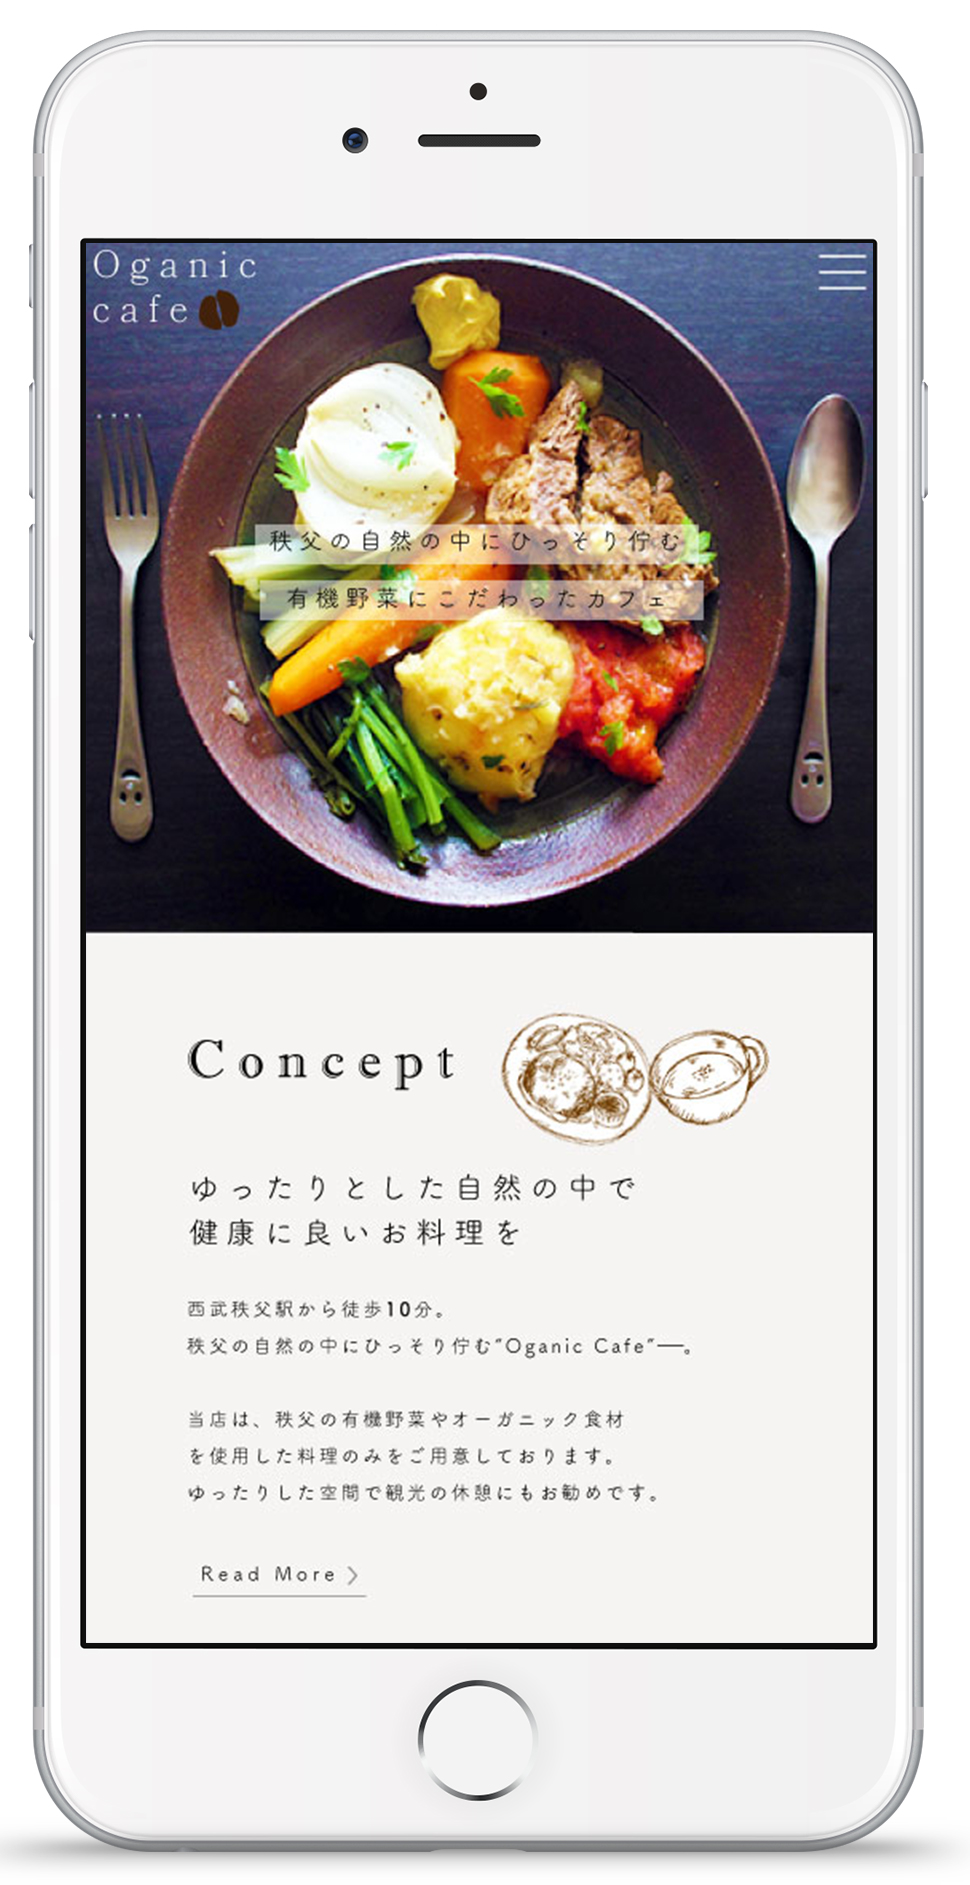 Oganic
cafe
秩父の自然の中にひっそり佇む
有機野菜にこだわったカフェ
Concept
ゆったりとした自然の中で
健康に良いお料理を
西武秩父駅から徒歩10分。
秩父の自然の中にひっそり佇む“Oganic Cafe”──。
当店は、秩父の有機野菜やオーガニック食材
を使用した料理のみをご用意しております。
ゆったりした空間で観光の休憩にもお勧めです。
Read More